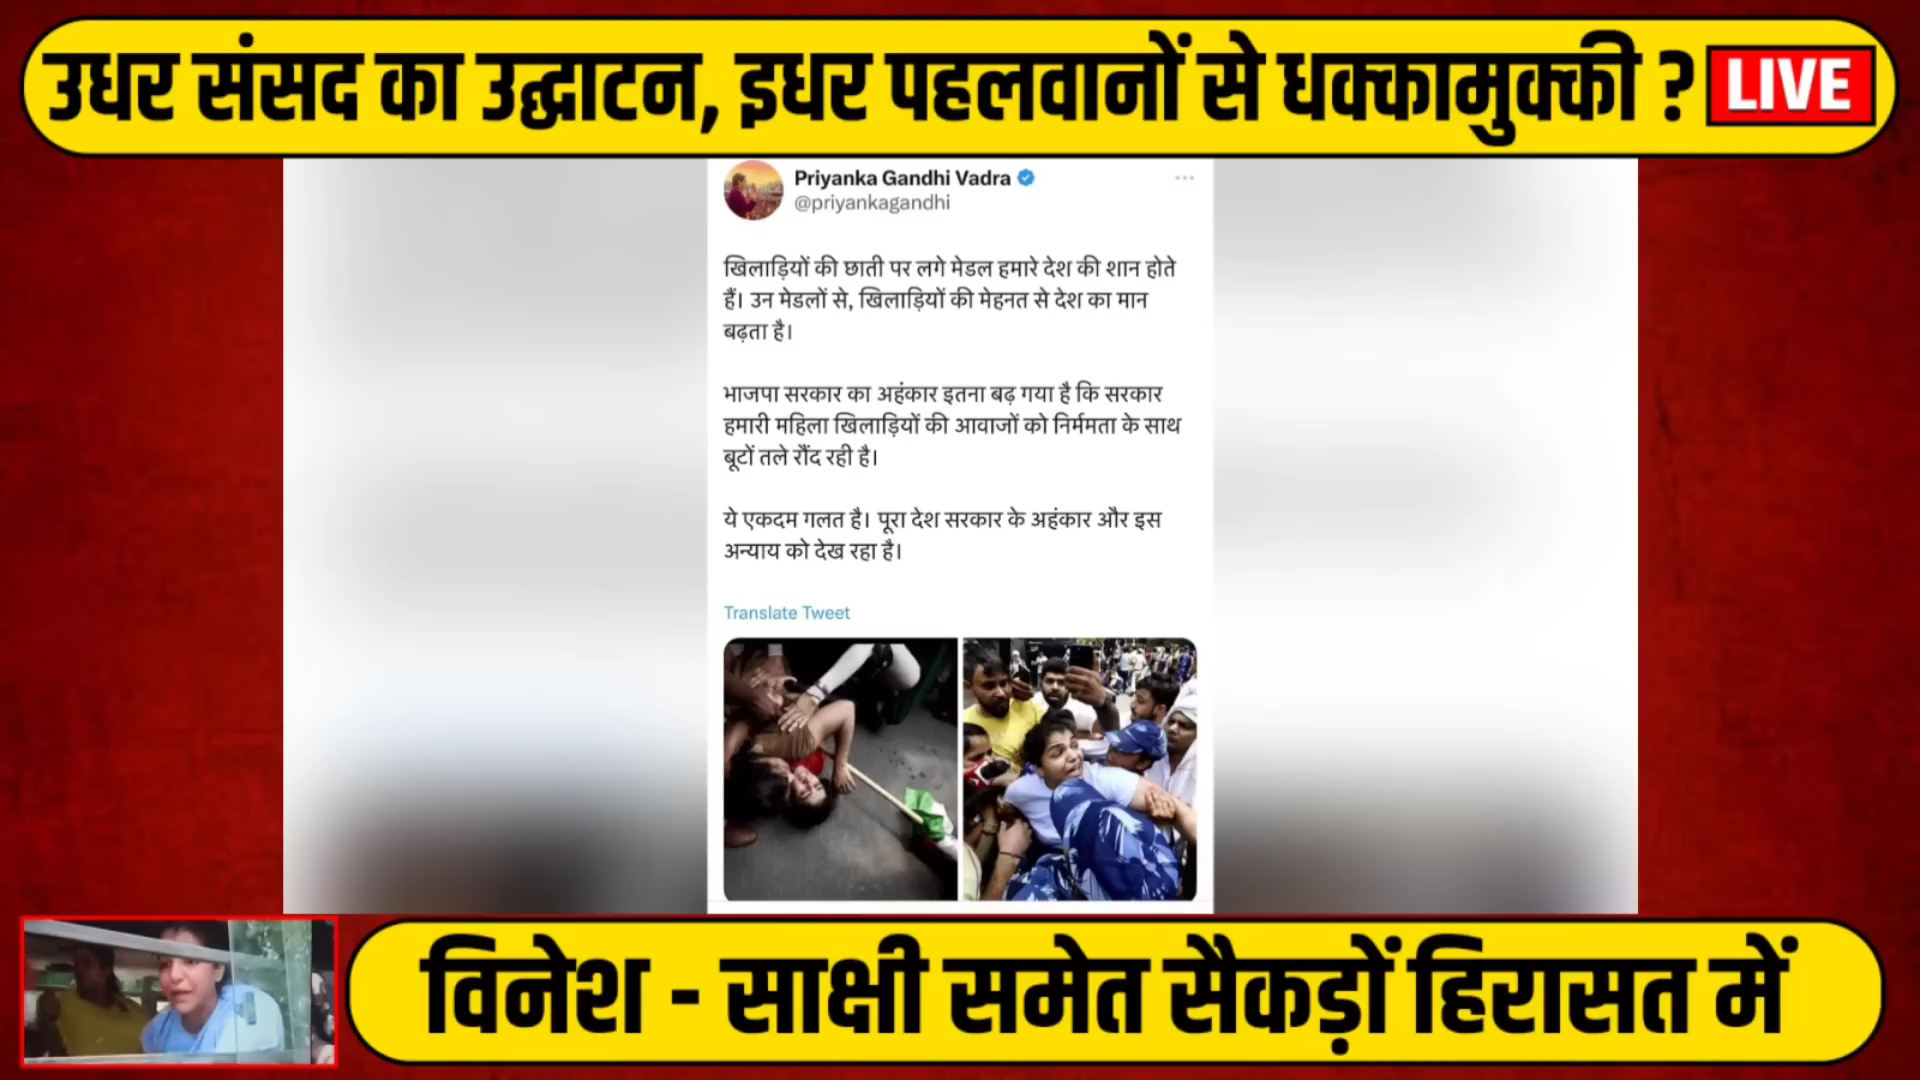 उधर संसद का उद्घाटन, इधर पहलवानों से धक्कामुक्की ? LIVE
Priyanka Gandhi Vadra
@priyankagandhi
खिलाड़ियों की छाती पर लगे मेडल हमारे देश की शान होते
हैं। उन मेडलों से, खिलाड़ियों की मेहनत से देश का मान
बढ़ता है।
भाजपा सरकार का अहंकार इतना बढ़ गया है कि सरकार
हमारी महिला खिलाड़ियों की आवाजों को निर्ममता के साथ
बूटों तले रौंद रही है।
ये एकदम गलत है। पूरा देश सरकार के अहंकार और इस
अन्याय को देख रहा है।
Translate Tweet
विनेश - साक्षी समेत सैकड़ों हिरासत में